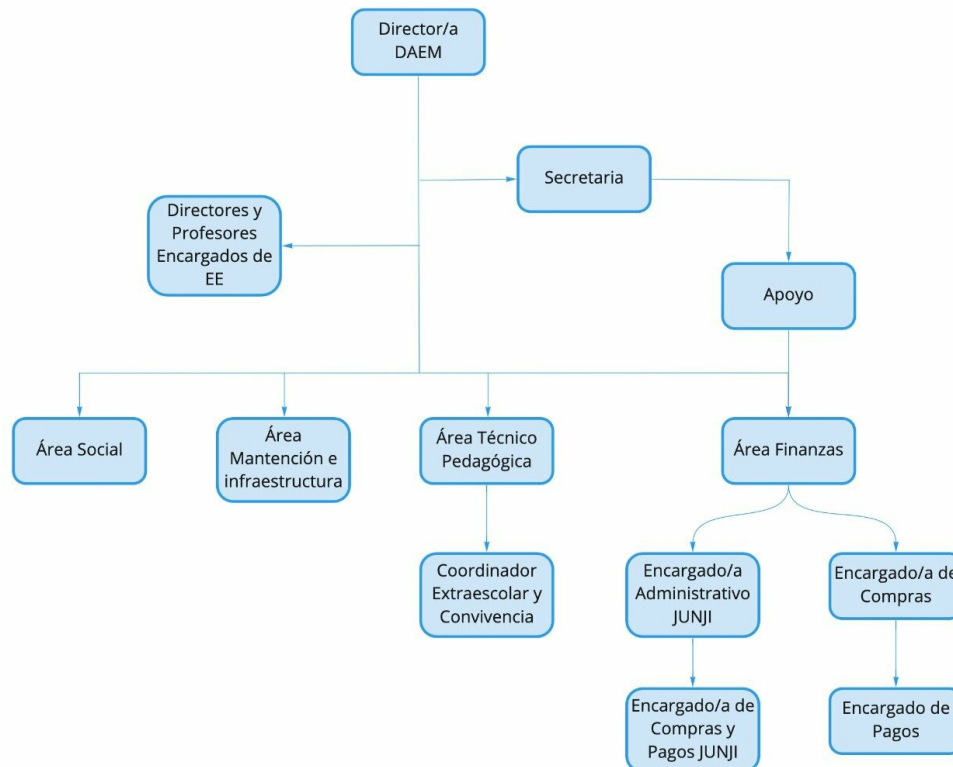 Director/a
DAEM
Secretaria
Directores y
Profesores
Encargados de
EE
Apoyo
Área Social
Área
Mantención e
infraestructura
Área Técnico
Pedagógica
Área Finanzas
Coordinador
Extraescolar y
Convivencia
Encargado/a
Administrativo
JUNJI
Encargado/a de
Compras
Encargado/a de
Compras y
Pagos JUNJI
Encargado de
Pagos